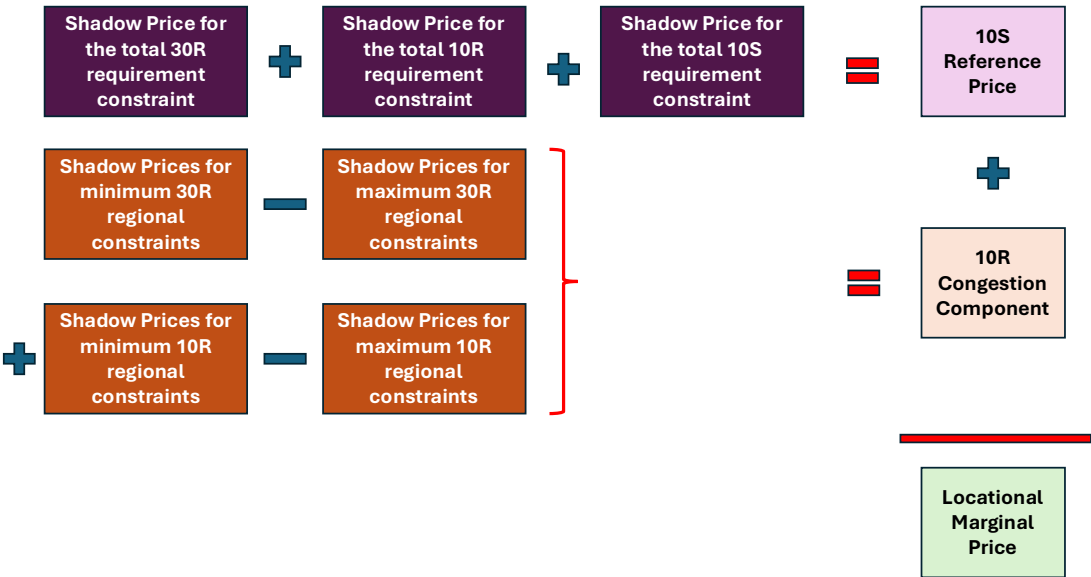 Shadow Price for
the total 30R
requirement
constraint
Shadow Price for
the total 10R
requirement
constraint
Shadow Price for
the total 10S
requirement
constraint
10S
Reference
Price
Shadow Prices for
minimum 30R
regional
constraints
Shadow Prices for
maximum 30R
regional
constraints
10R
Congestion
Component
Shadow Prices for
minimum 10R
regional
constraints
Shadow Prices for
maximum 10R
regional
constraints
Locational
Marginal
Price